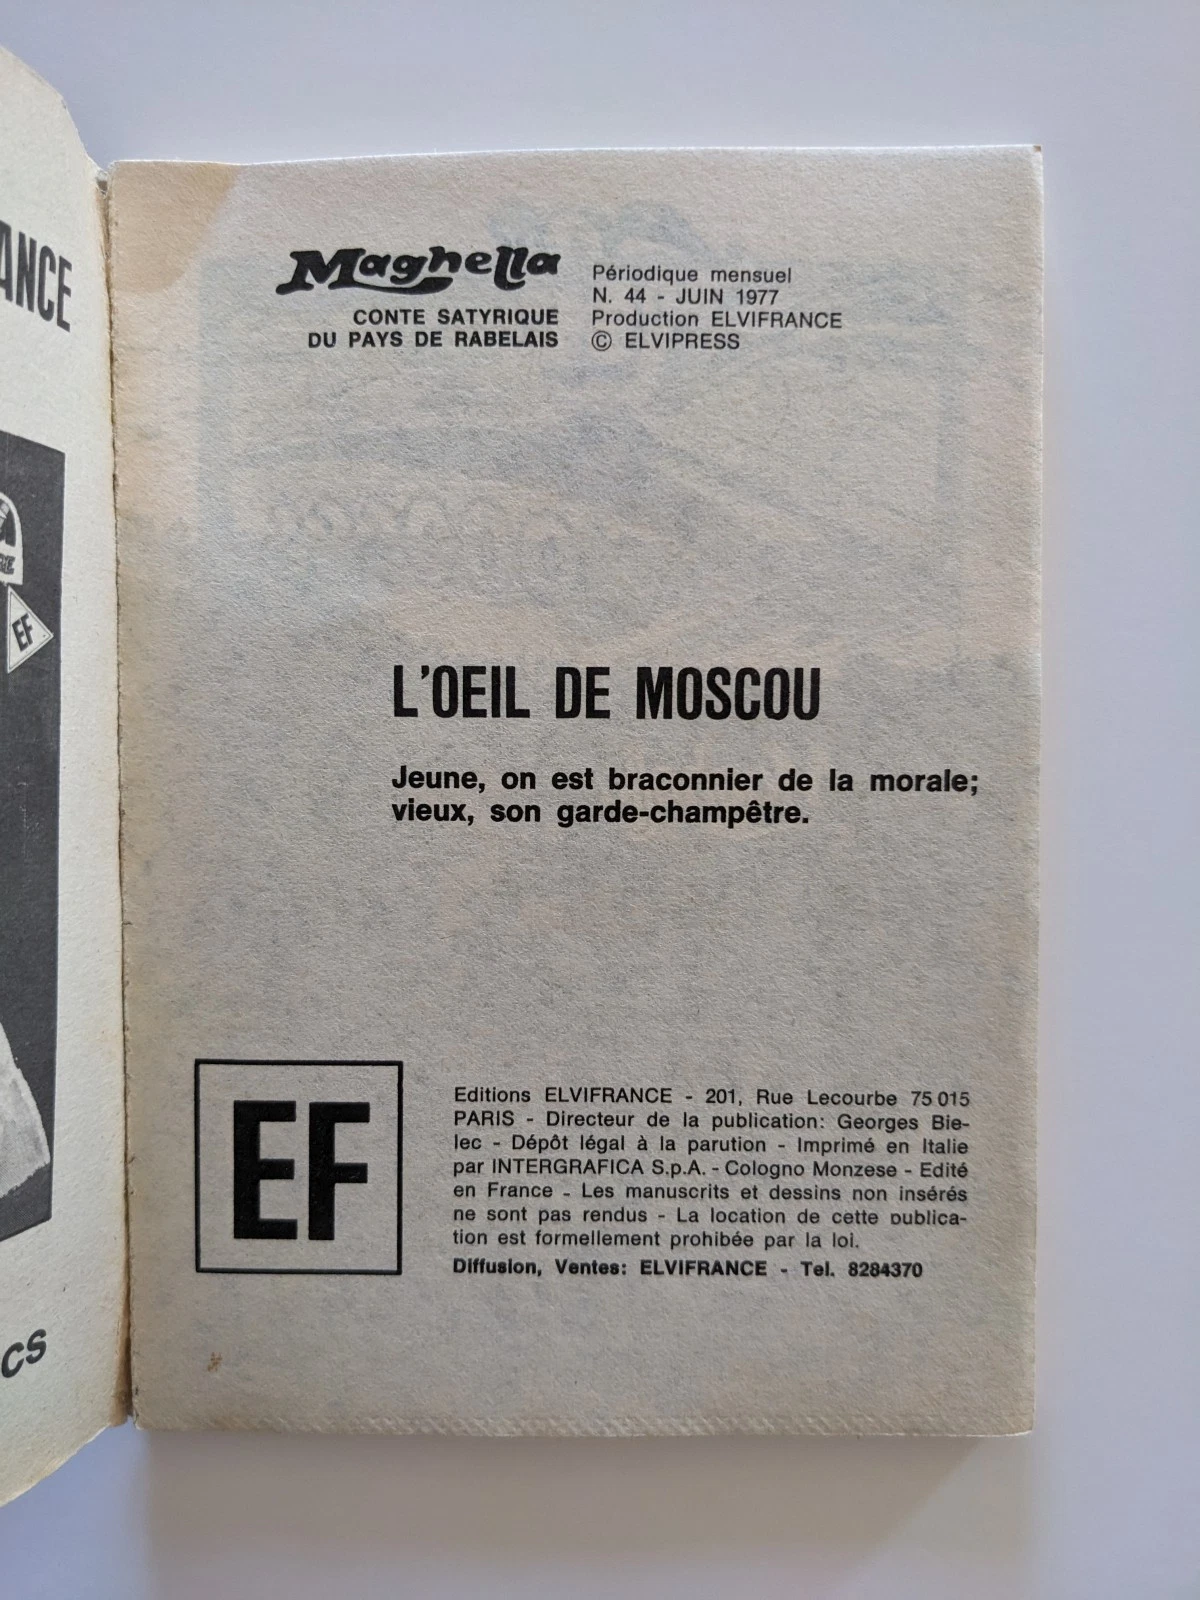 ANCE
EF
CS
Maghella
CONTE SATYRIQUE
DU PAYS DE RABELAIS
Périodique mensuel
N. 44 - JUIN 1977
Production ELVIFRANCE
© ELVIPRESS
L'OEIL DE MOSCOU
Jeune, on est braconnier de la morale;
vieux, son garde-champêtre.
EF
Editions ELVIFRANCE - 201, Rue Lecourbe 75 015
PARIS - Directeur de la publication: Georges Bie-
lec - Dépôt légal à la parution - Imprimé en Italie
par INTERGRAFICA S.p.A. - Cologno Monzese - Edité
en France - Les manuscrits et dessins non insérés
ne sont pas rendus - La location de cette publica-
tion est formellement prohibée par la loi.
Diffusion, Ventes: ELVIFRANCE - Tel. 8284370